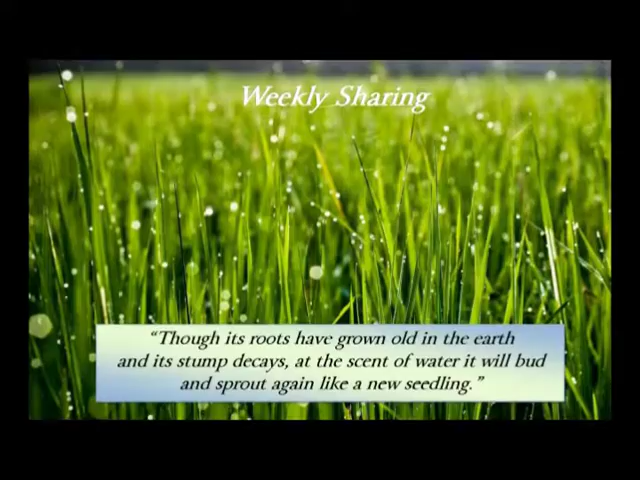 Weekly Sharing
“Though its roots have grown old in the earth
and its stump decays, at the scent of water it will bud
and sprout again like a new seedling.”